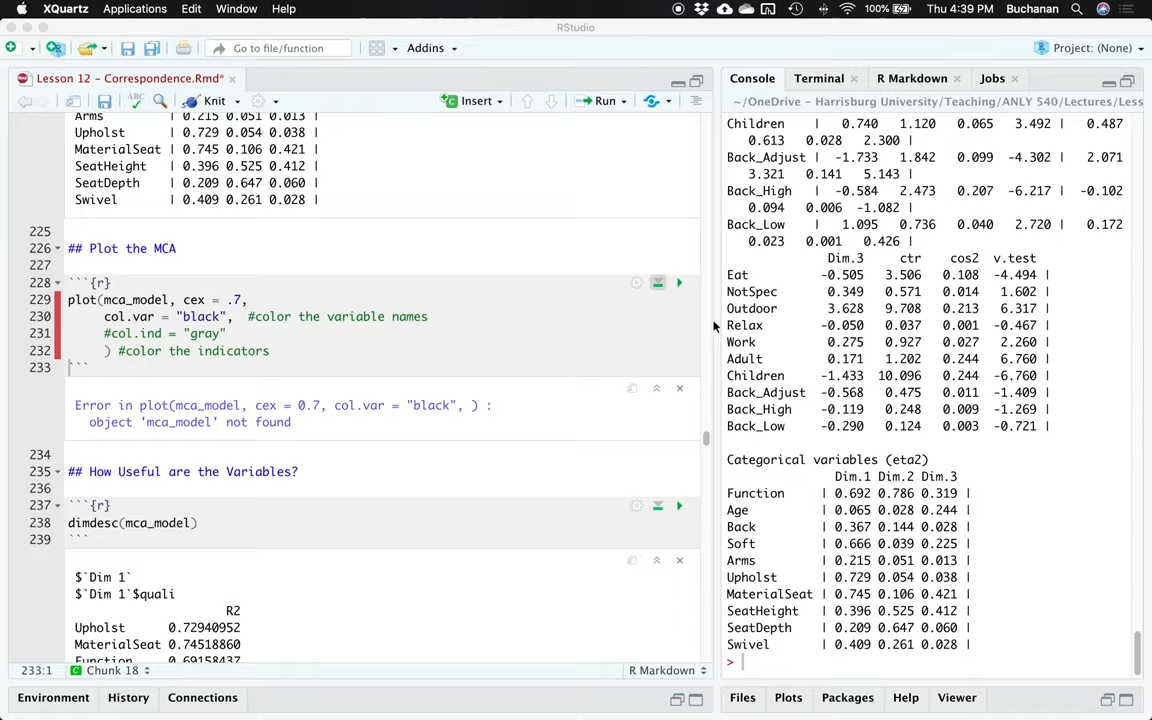 XQuartz Applications Edit Window Help 100% Thu 4:39 PM Buchanan
RStudio
Go to file/function Addins Project: (None)
Lesson 12 – Correspondence.Rmd*
Knit Insert Run
Arms | 0.215 0.051 0.013 |
Upholst | 0.729 0.054 0.038 |
MaterialSeat | 0.745 0.106 0.421 |
SeatHeight | 0.396 0.525 0.412 |
SeatDepth | 0.209 0.647 0.060 |
Swivel | 0.409 0.261 0.028 |
225
226 ## Plot the MCA
227
228 ```{r}
229 plot(mca_model, cex = .7,
230 col.var = "black", #color the variable names
231 #col.ind = "gray"
232 ) #color the indicators
233 ```
Error in plot(mca_model, cex = 0.7, col.var = "black", ) :
object 'mca_model' not found
234
235 ## How Useful are the Variables?
236
237 ```{r}
238 dimdesc(mca_model)
239 ```
$`Dim 1`
$`Dim 1`$quali
R2
Upholst 0.72940952
MaterialSeat 0.74518860
Function 0.69158437
233:1 Chunk 18 R Markdown
Environment History Connections
Console Terminal R Markdown Jobs
~/OneDrive - Harrisburg University/Teaching/ANLY 540/Lectures/Less
Children | 0.740 1.120 0.065 3.492 | 0.487
0.613 0.028 2.300 |
Back_Adjust | -1.733 1.842 0.099 -4.302 | 2.071
3.321 0.141 5.143 |
Back_High | -0.584 2.473 0.207 -6.217 | -0.102
0.094 0.006 -1.082 |
Back_Low | 1.095 0.736 0.040 2.720 | 0.172
0.023 0.001 0.426 |
Dim.3 ctr cos2 v.test
Eat -0.505 3.506 0.108 -4.494 |
NotSpec 0.349 0.571 0.014 1.602 |
Outdoor 3.628 9.708 0.213 6.317 |
Relax -0.050 0.037 0.001 -0.467 |
Work 0.275 0.927 0.027 2.260 |
Adult 0.171 1.202 0.244 6.760 |
Children -1.433 10.096 0.244 -6.760 |
Back_Adjust -0.568 0.475 0.011 -1.409 |
Back_High -0.119 0.248 0.009 -1.269 |
Back_Low -0.290 0.124 0.003 -0.721 |
Categorical variables (eta2)
Dim.1 Dim.2 Dim.3
Function | 0.692 0.786 0.319 |
Age | 0.065 0.028 0.244 |
Back | 0.367 0.144 0.028 |
Soft | 0.666 0.039 0.225 |
Arms | 0.215 0.051 0.013 |
Upholst | 0.729 0.054 0.038 |
MaterialSeat | 0.745 0.106 0.421 |
SeatHeight | 0.396 0.525 0.412 |
SeatDepth | 0.209 0.647 0.060 |
Swivel | 0.409 0.261 0.028 |
>
Files Plots Packages Help Viewer